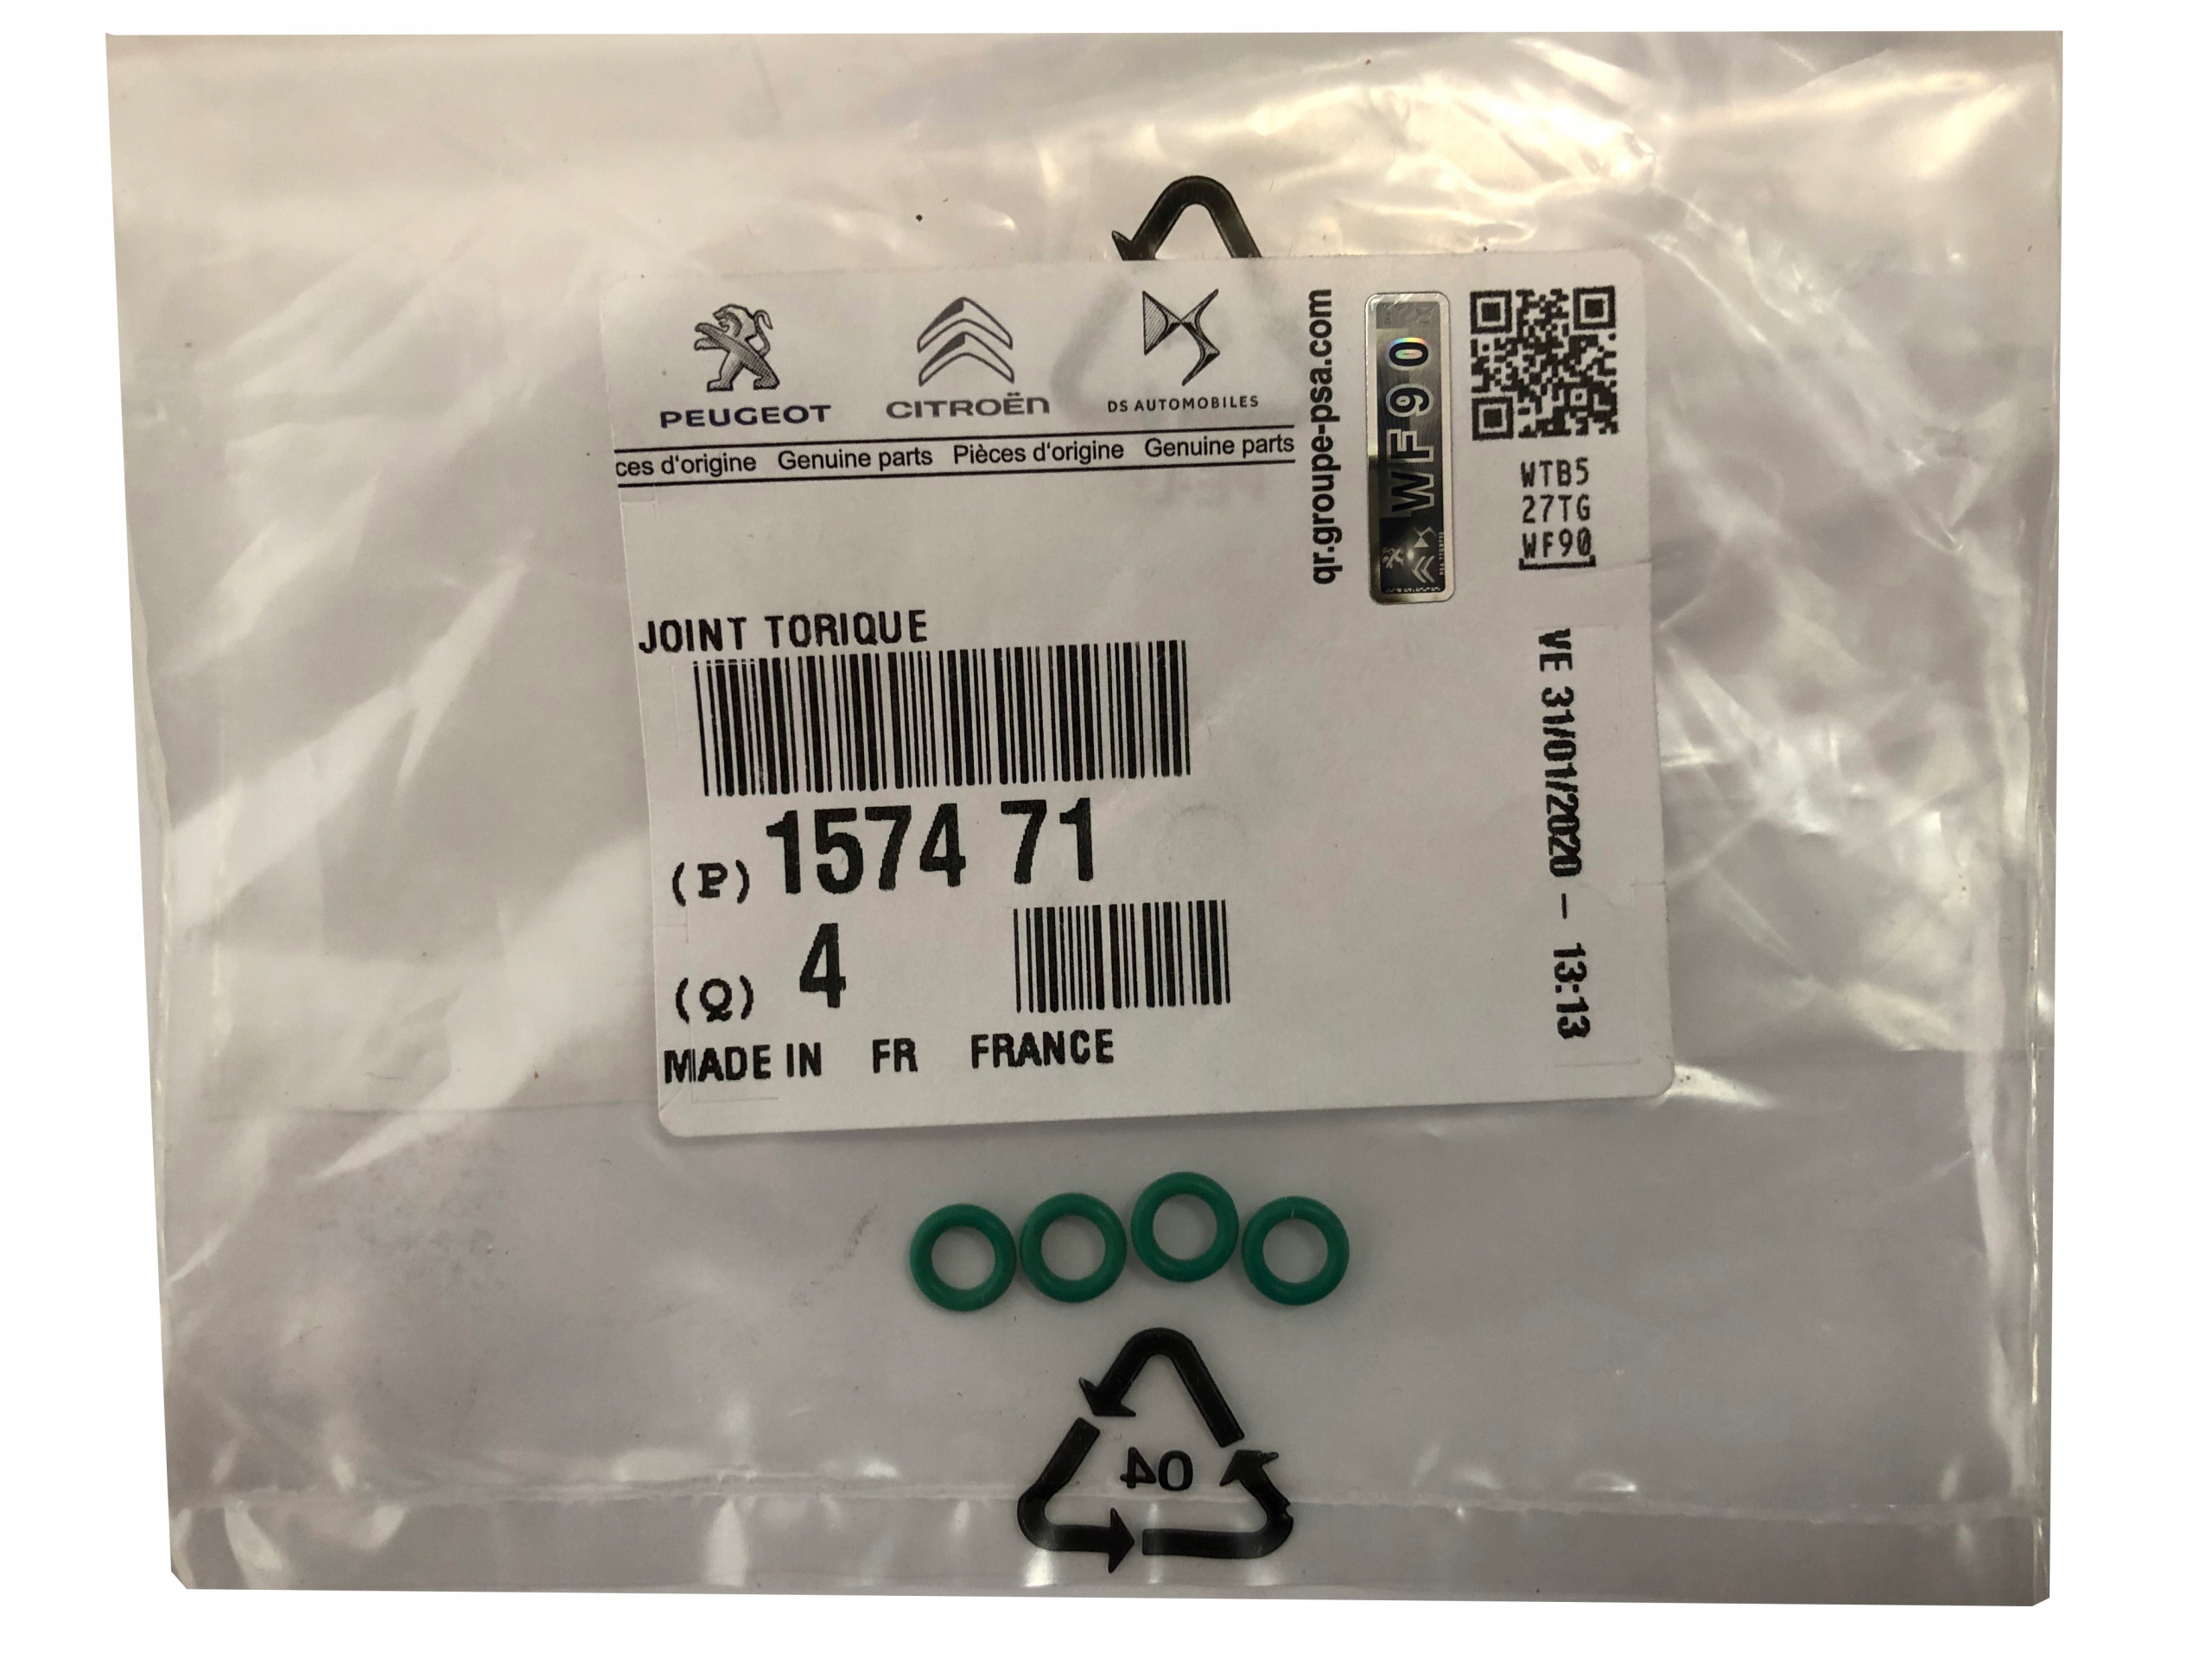 PEUGEOT
CITROËN
DS AUTOMOBILES
ces d'origine Genuine parts Pièces d'origine Genuine parts
qr.groupe-psa.com
WF90
WTB5
27TG
WF90
JOINT TORIQUE
(P) 1574 71
(Q) 4
MADE IN FR FRANCE
VE 31/01/2020 - 13:13
04